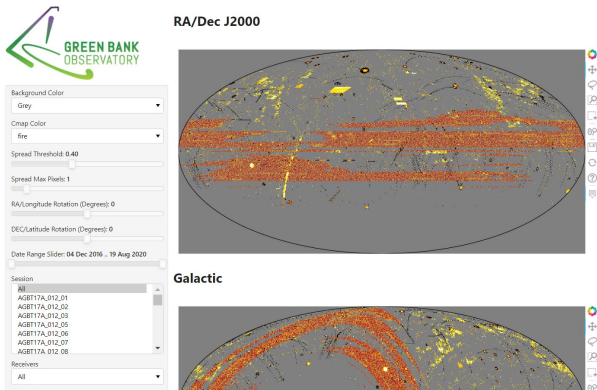 GREEN BANK
OBSERVATORY
Background Color
Grey
Cmap Color
fire
Spread Threshold: 0.40
Spread Max Pixels: 1
RA/Longitude Rotation (Degrees): 0
DEC/Latitude Rotation (Degrees): 0
Date Range Slider: 04 Dec 2016 .. 19 Aug 2020
Session
All
AGBT17A_012_01
AGBT17A_012_02
AGBT17A_012_03
AGBT17A_012_05
AGBT17A_012_06
AGBT17A_012_07
AGBT17A_012_08
Receivers
All
RA/Dec J2000
Galactic